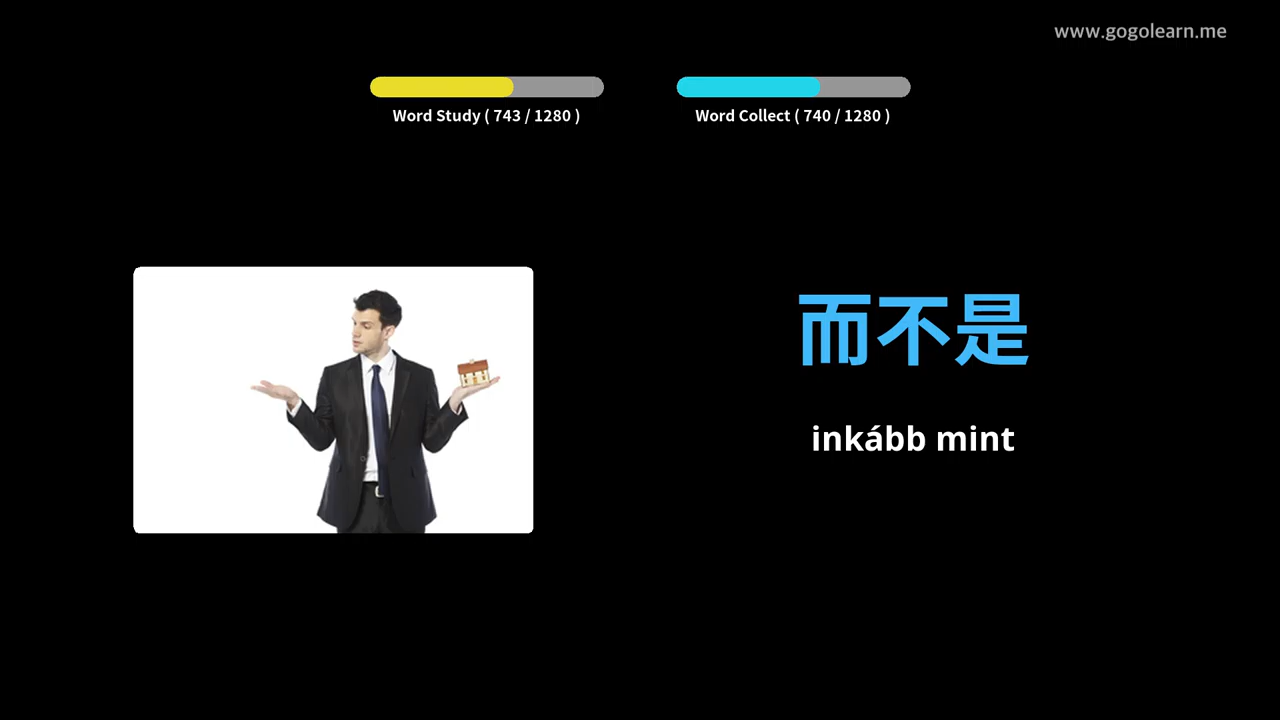 www.gogolearn.me
Word Study ( 743 / 1280 )
Word Collect ( 740 / 1280 )
而不是
inkább mint